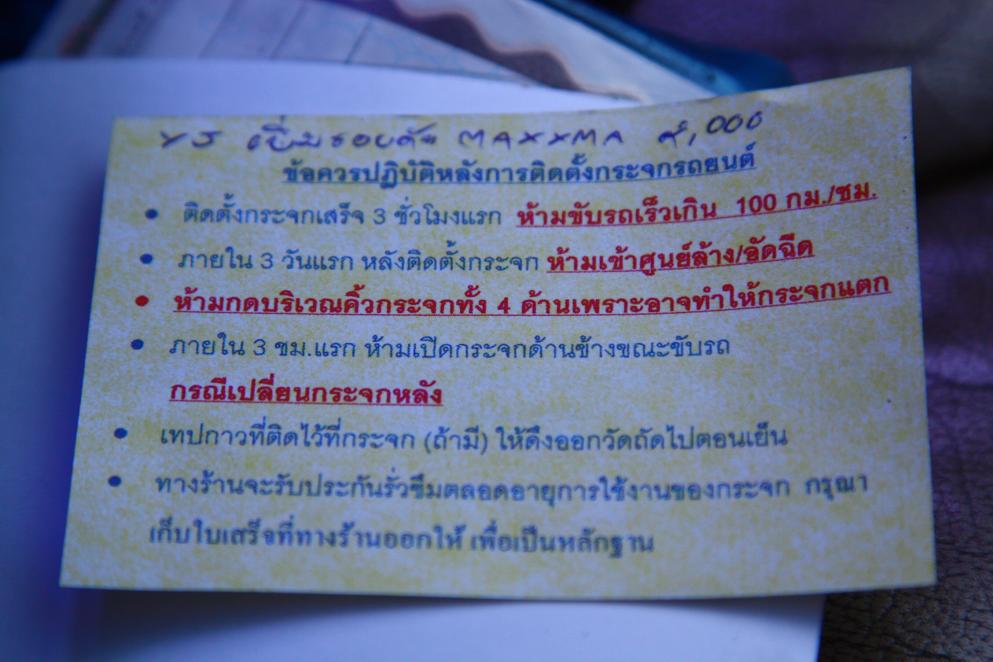 YJ เปี่ยมรอบคัน MAXXMA ๙,000
ข้อควรปฏิบัติหลังการติดตั้งกระจกรถยนต์
• ติดตั้งกระจกเสร็จ 3 ชั่วโมงแรก ห้ามขับรถเร็วเกิน 100 กม./ชม.
• ภายใน 3 วันแรก หลังติดตั้งกระจก ห้ามเข้าศูนย์ล้าง/อัดฉีด
• ห้ามกดบริเวณคิ้วกระจกทั้ง 4 ด้านเพราะอาจทำให้กระจกแตก
• ภายใน 3 ชม.แรก ห้ามเปิดกระจกด้านข้างขณะขับรถ
กรณีเปลี่ยนกระจกหลัง
• เทปกาวที่ติดไว้ที่กระจก (ถ้ามี) ให้ดึงออกวัดถัดไปตอนเย็น
• ทางร้านจะรับประกันรั่วซึมตลอดอายุการใช้งานของกระจก กรุณา
เก็บใบเสร็จที่ทางร้านออกให้ เพื่อเป็นหลักฐาน